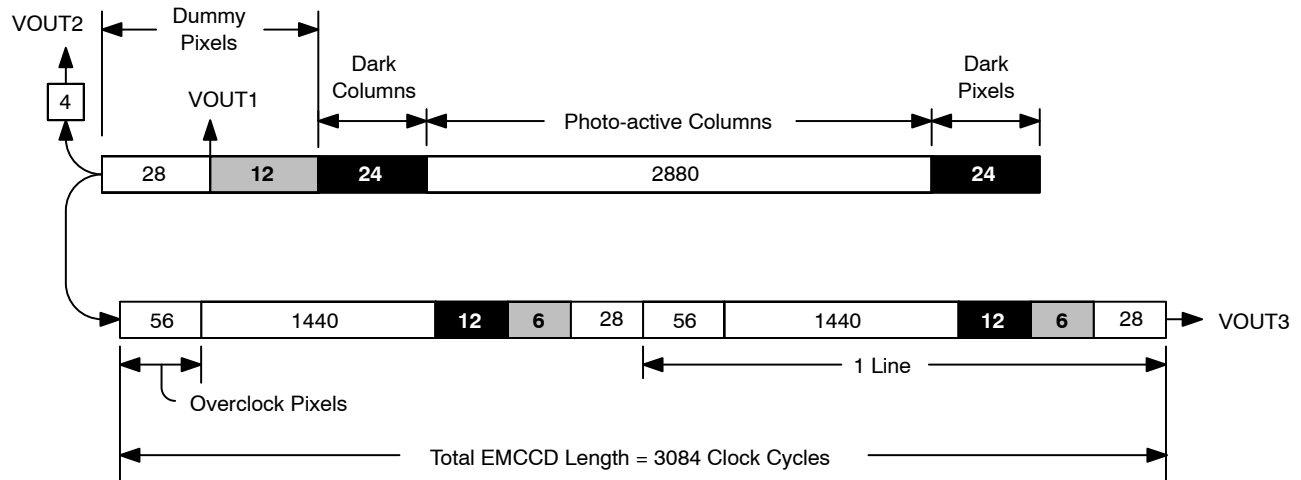 VOUT2
Dummy
Pixels
4
VOUT1
Dark
Columns
Photo-active Columns
Dark
Pixels
28
12
24
2880
24
56
1440
12
6
28
56
1440
12
6
28
VOUT3
1 Line
Overclock Pixels
Total EMCCD Length = 3084 Clock Cycles